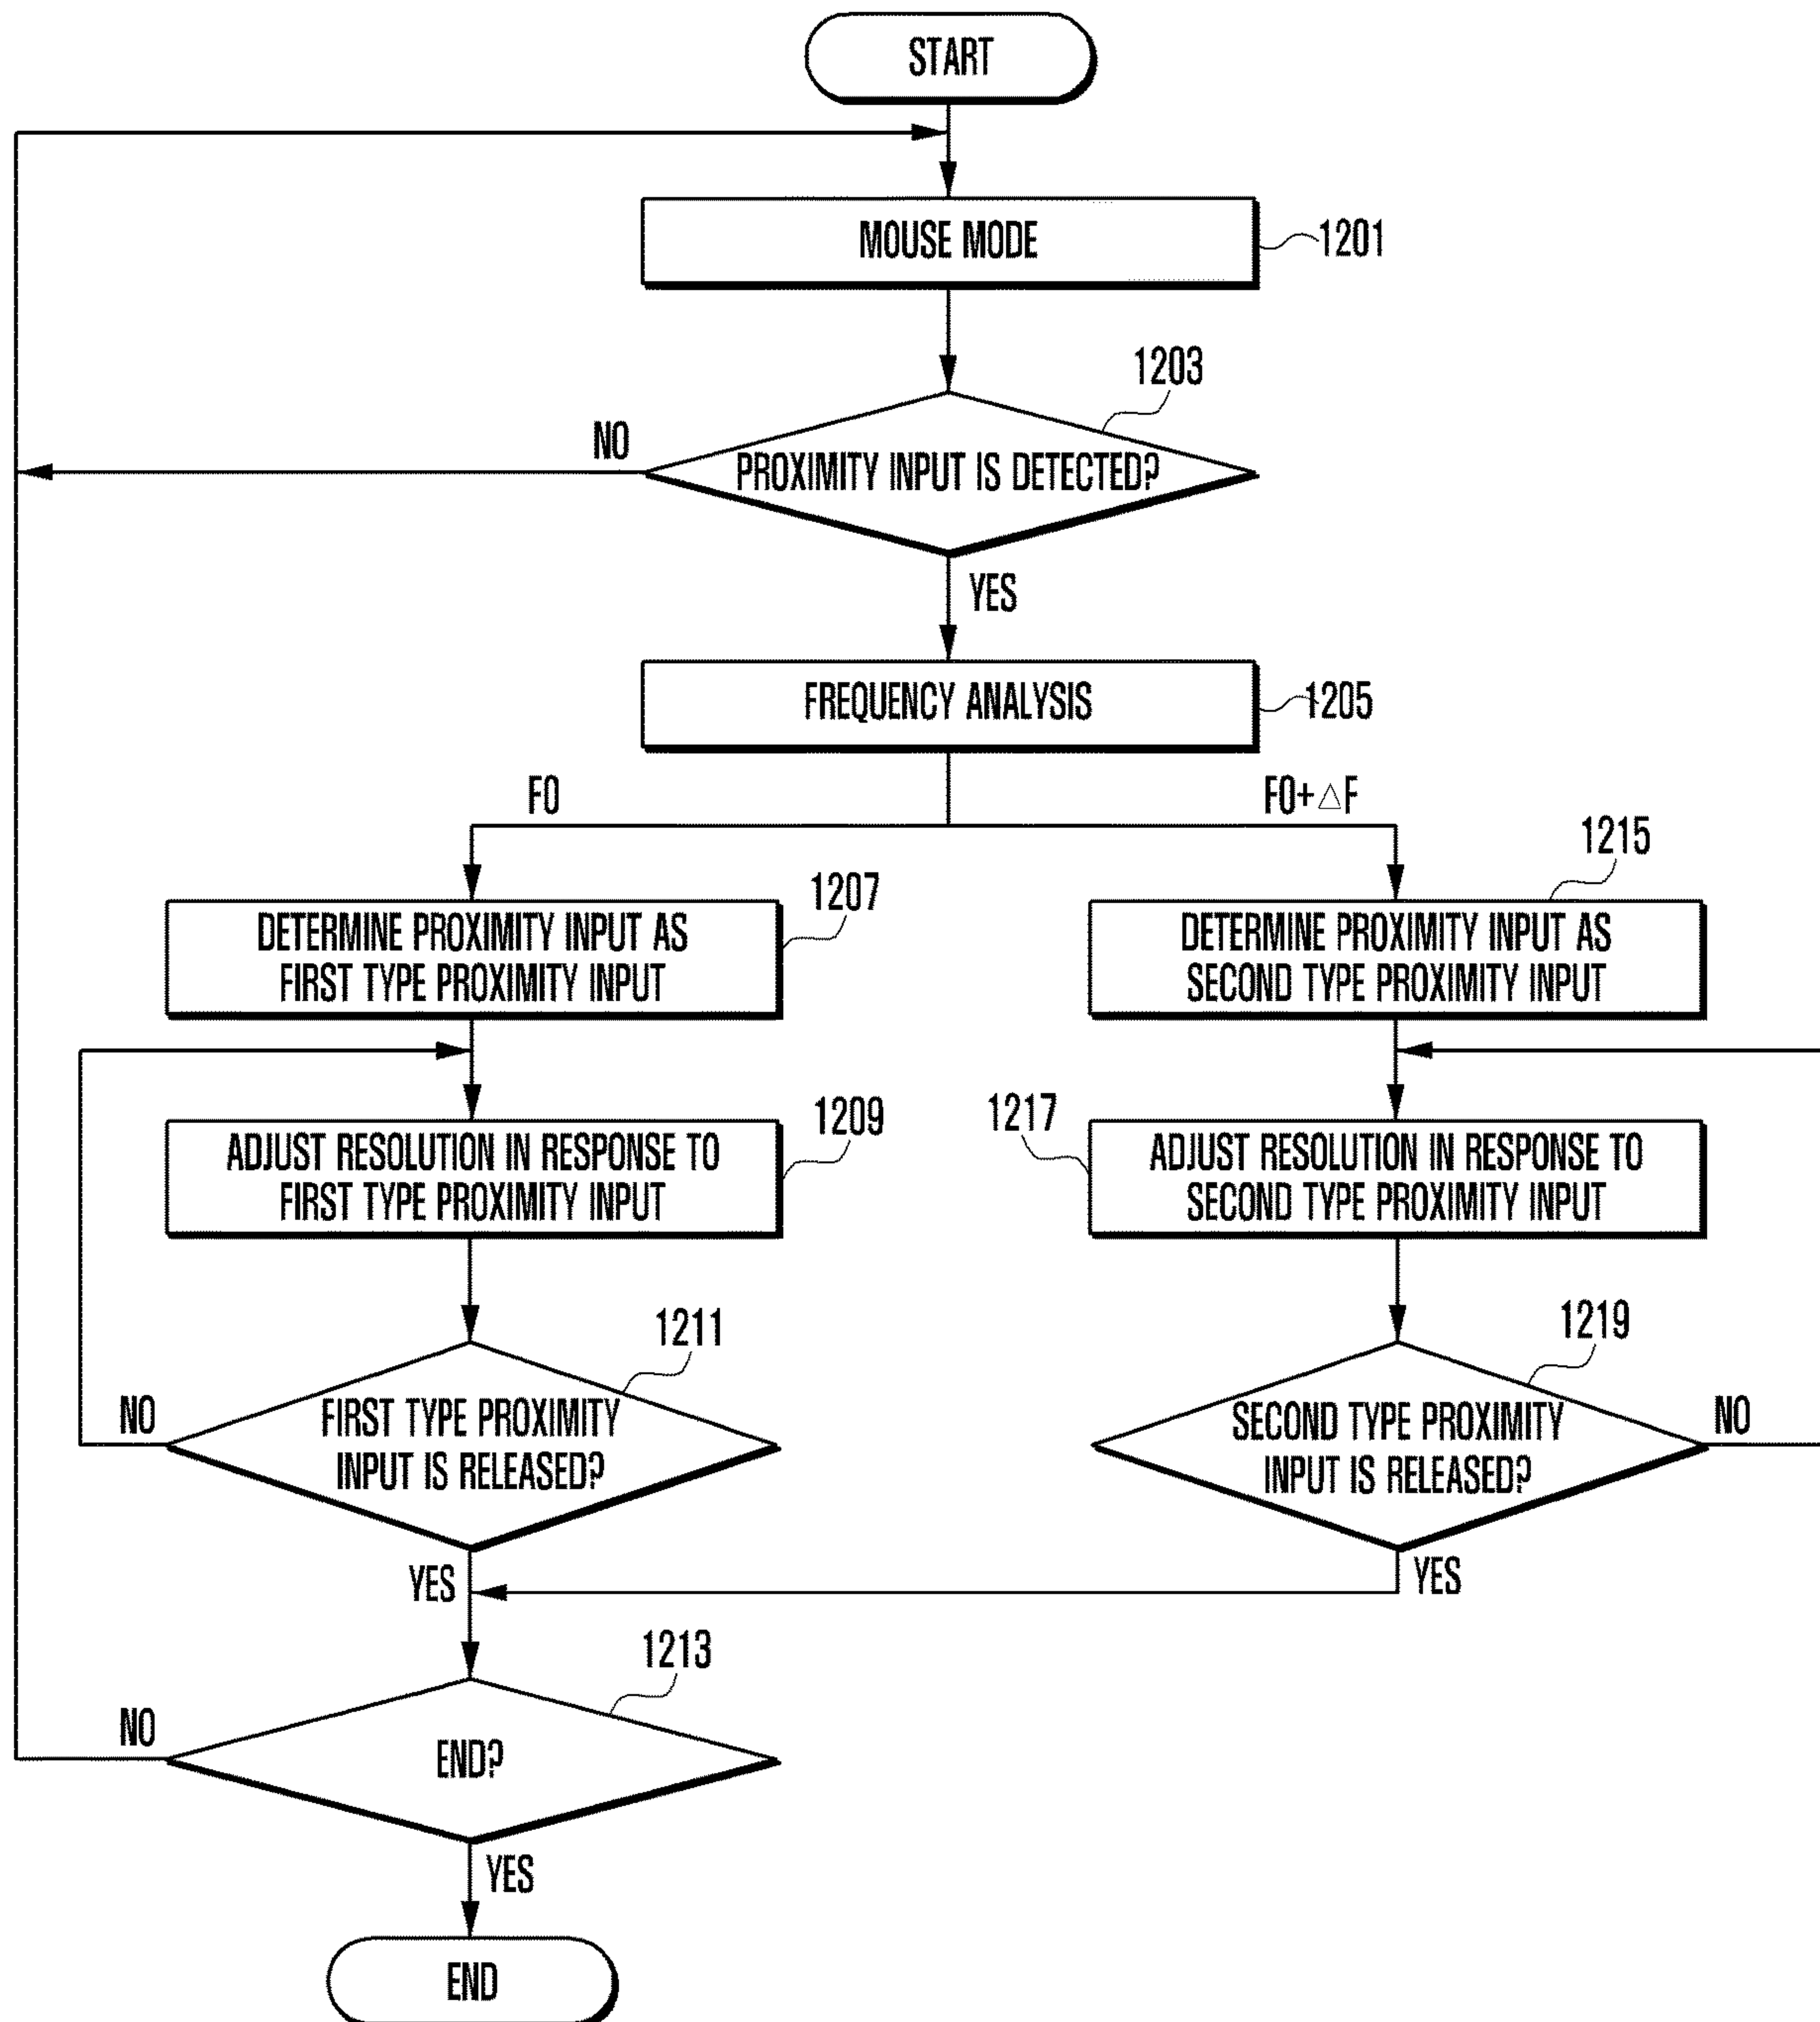 START
MOUSE MODE
1201
1203
NO
PROXIMITY INPUT IS DETECTED?
YES
FREQUENCY ANALYSIS
1205
F0
F0+△F
1207
1215
DETERMINE PROXIMITY INPUT AS
FIRST TYPE PROXIMITY INPUT
DETERMINE PROXIMITY INPUT AS
SECOND TYPE PROXIMITY INPUT
1209
1217
ADJUST RESOLUTION IN RESPONSE TO
FIRST TYPE PROXIMITY INPUT
ADJUST RESOLUTION IN RESPONSE TO
SECOND TYPE PROXIMITY INPUT
1211
1219
NO
FIRST TYPE PROXIMITY
INPUT IS RELEASED?
SECOND TYPE PROXIMITY
INPUT IS RELEASED?
NO
YES
YES
1213
NO
END?
YES
END